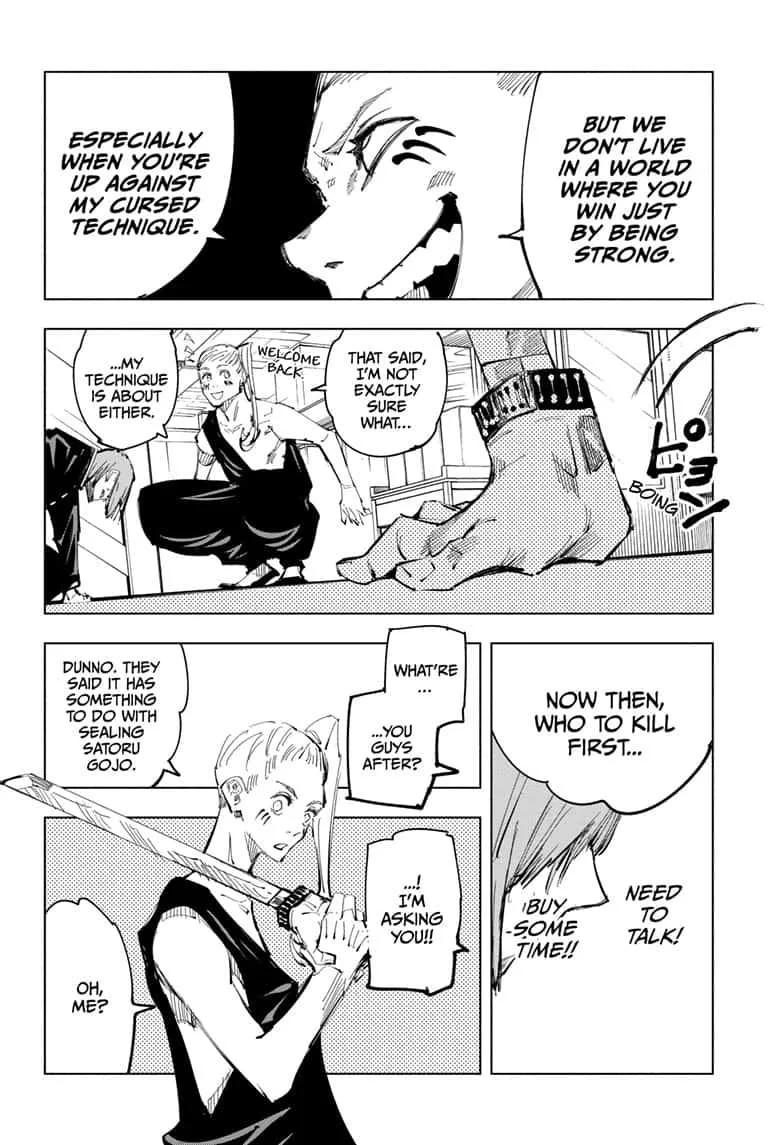 BUT WE
DON'T LIVE
IN A WORLD
WHERE YOU
WIN JUST
BY BEING
STRONG.
ESPECIALLY
WHEN YOU'RE
UP AGAINST
MY CURSED
TECHNIQUE.
ピョン
BOING
THAT SAID,
I'M NOT
EXACTLY
SURE
WHAT...
WELCOME
BACK
...MY
TECHNIQUE
IS ABOUT
EITHER.
NOW THEN,
WHO TO KILL
FIRST...
NEED
TO
TALK!
BUY
SOME
TIME!!
WHAT'RE
...
...YOU
GUYS
AFTER?
DUNNO. THEY
SAID IT HAS
SOMETHING
TO DO WITH
SEALING
SATORU
GOJO.
...!
I'M
ASKING
YOU!!
OH,
ME?